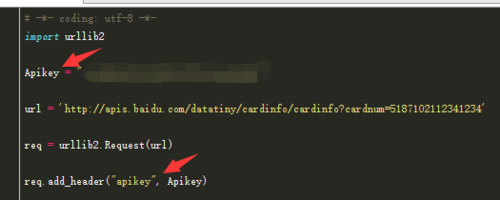 # -*- coding: utf-8 -*-
import urllib2
Apikey = "
url = 'http://apis.baidu.com/datatiny/cardinfo/cardinfo?cardnum=5187102112341234'
req = urllib2.Request(url)
req.add_header("apikey", Apikey)